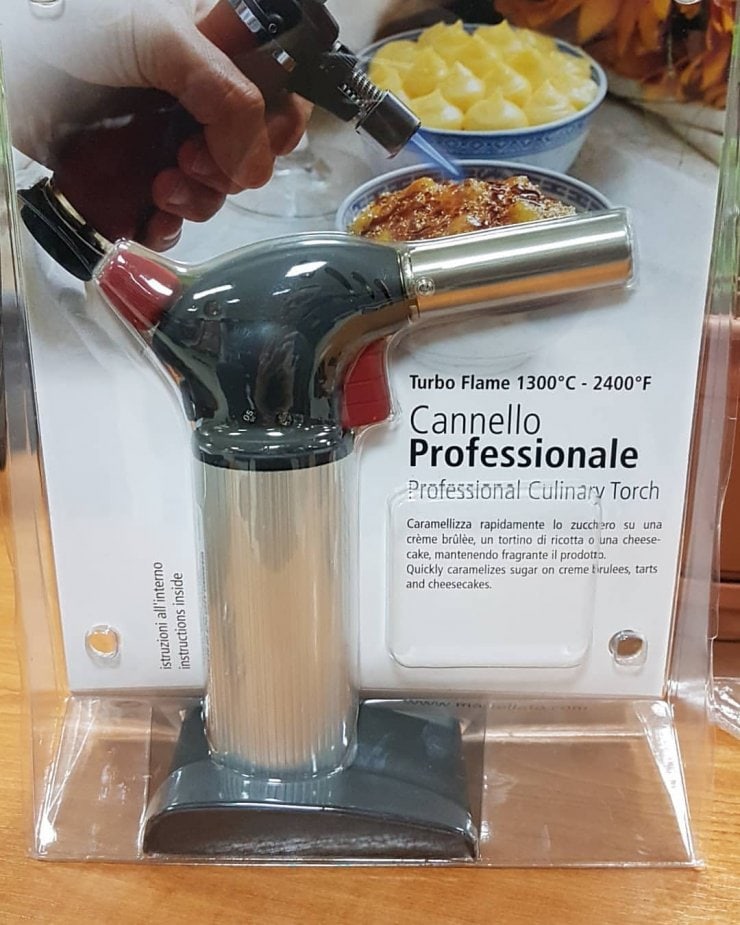 Turbo Flame 1300°C - 2400°F
Cannello
Professionale
Professional Culinary Torch
Caramellizza rapidamente lo zucchero su una
crème brûlèe, un tortino di ricotta o una cheese-
cake, mantenendo fragrante il prodotto.
Quickly caramelizes sugar on creme brulees, tarts
and cheesecakes.
istruzioni all'interno
instructions inside